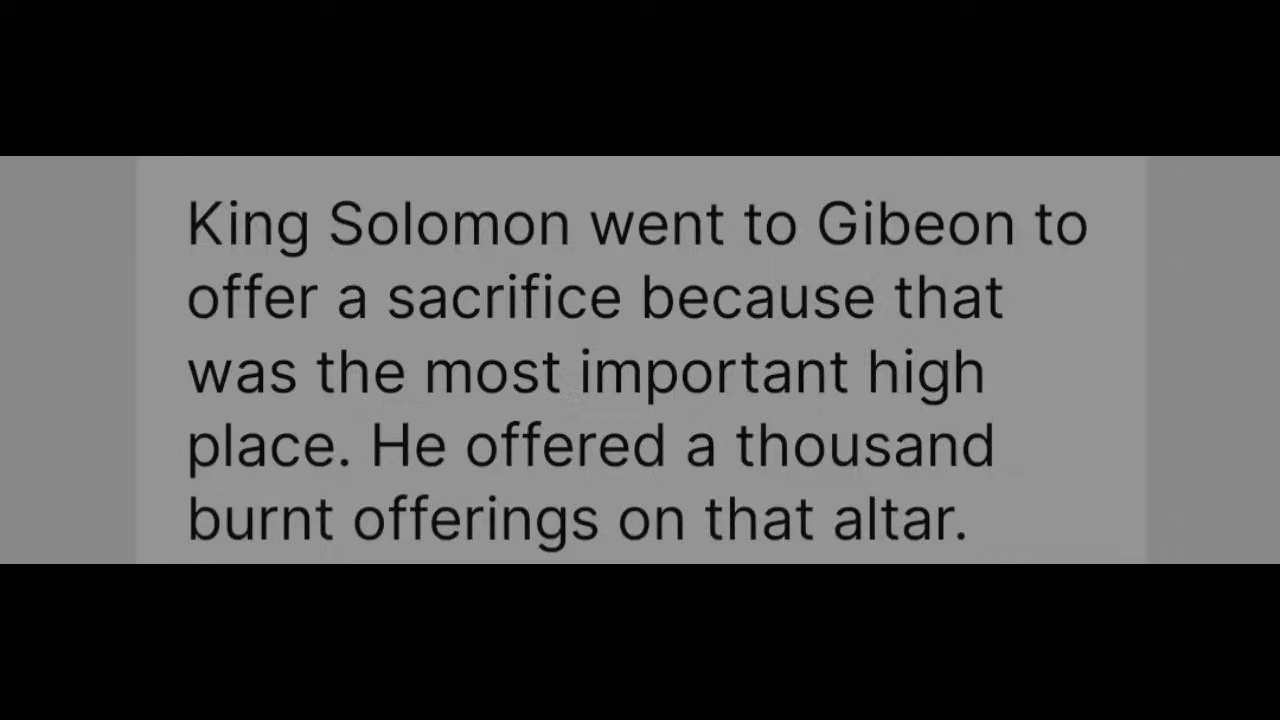 King Solomon went to Gibeon to
offer a sacrifice because that
was the most important high
place. He offered a thousand
burnt offerings on that altar.